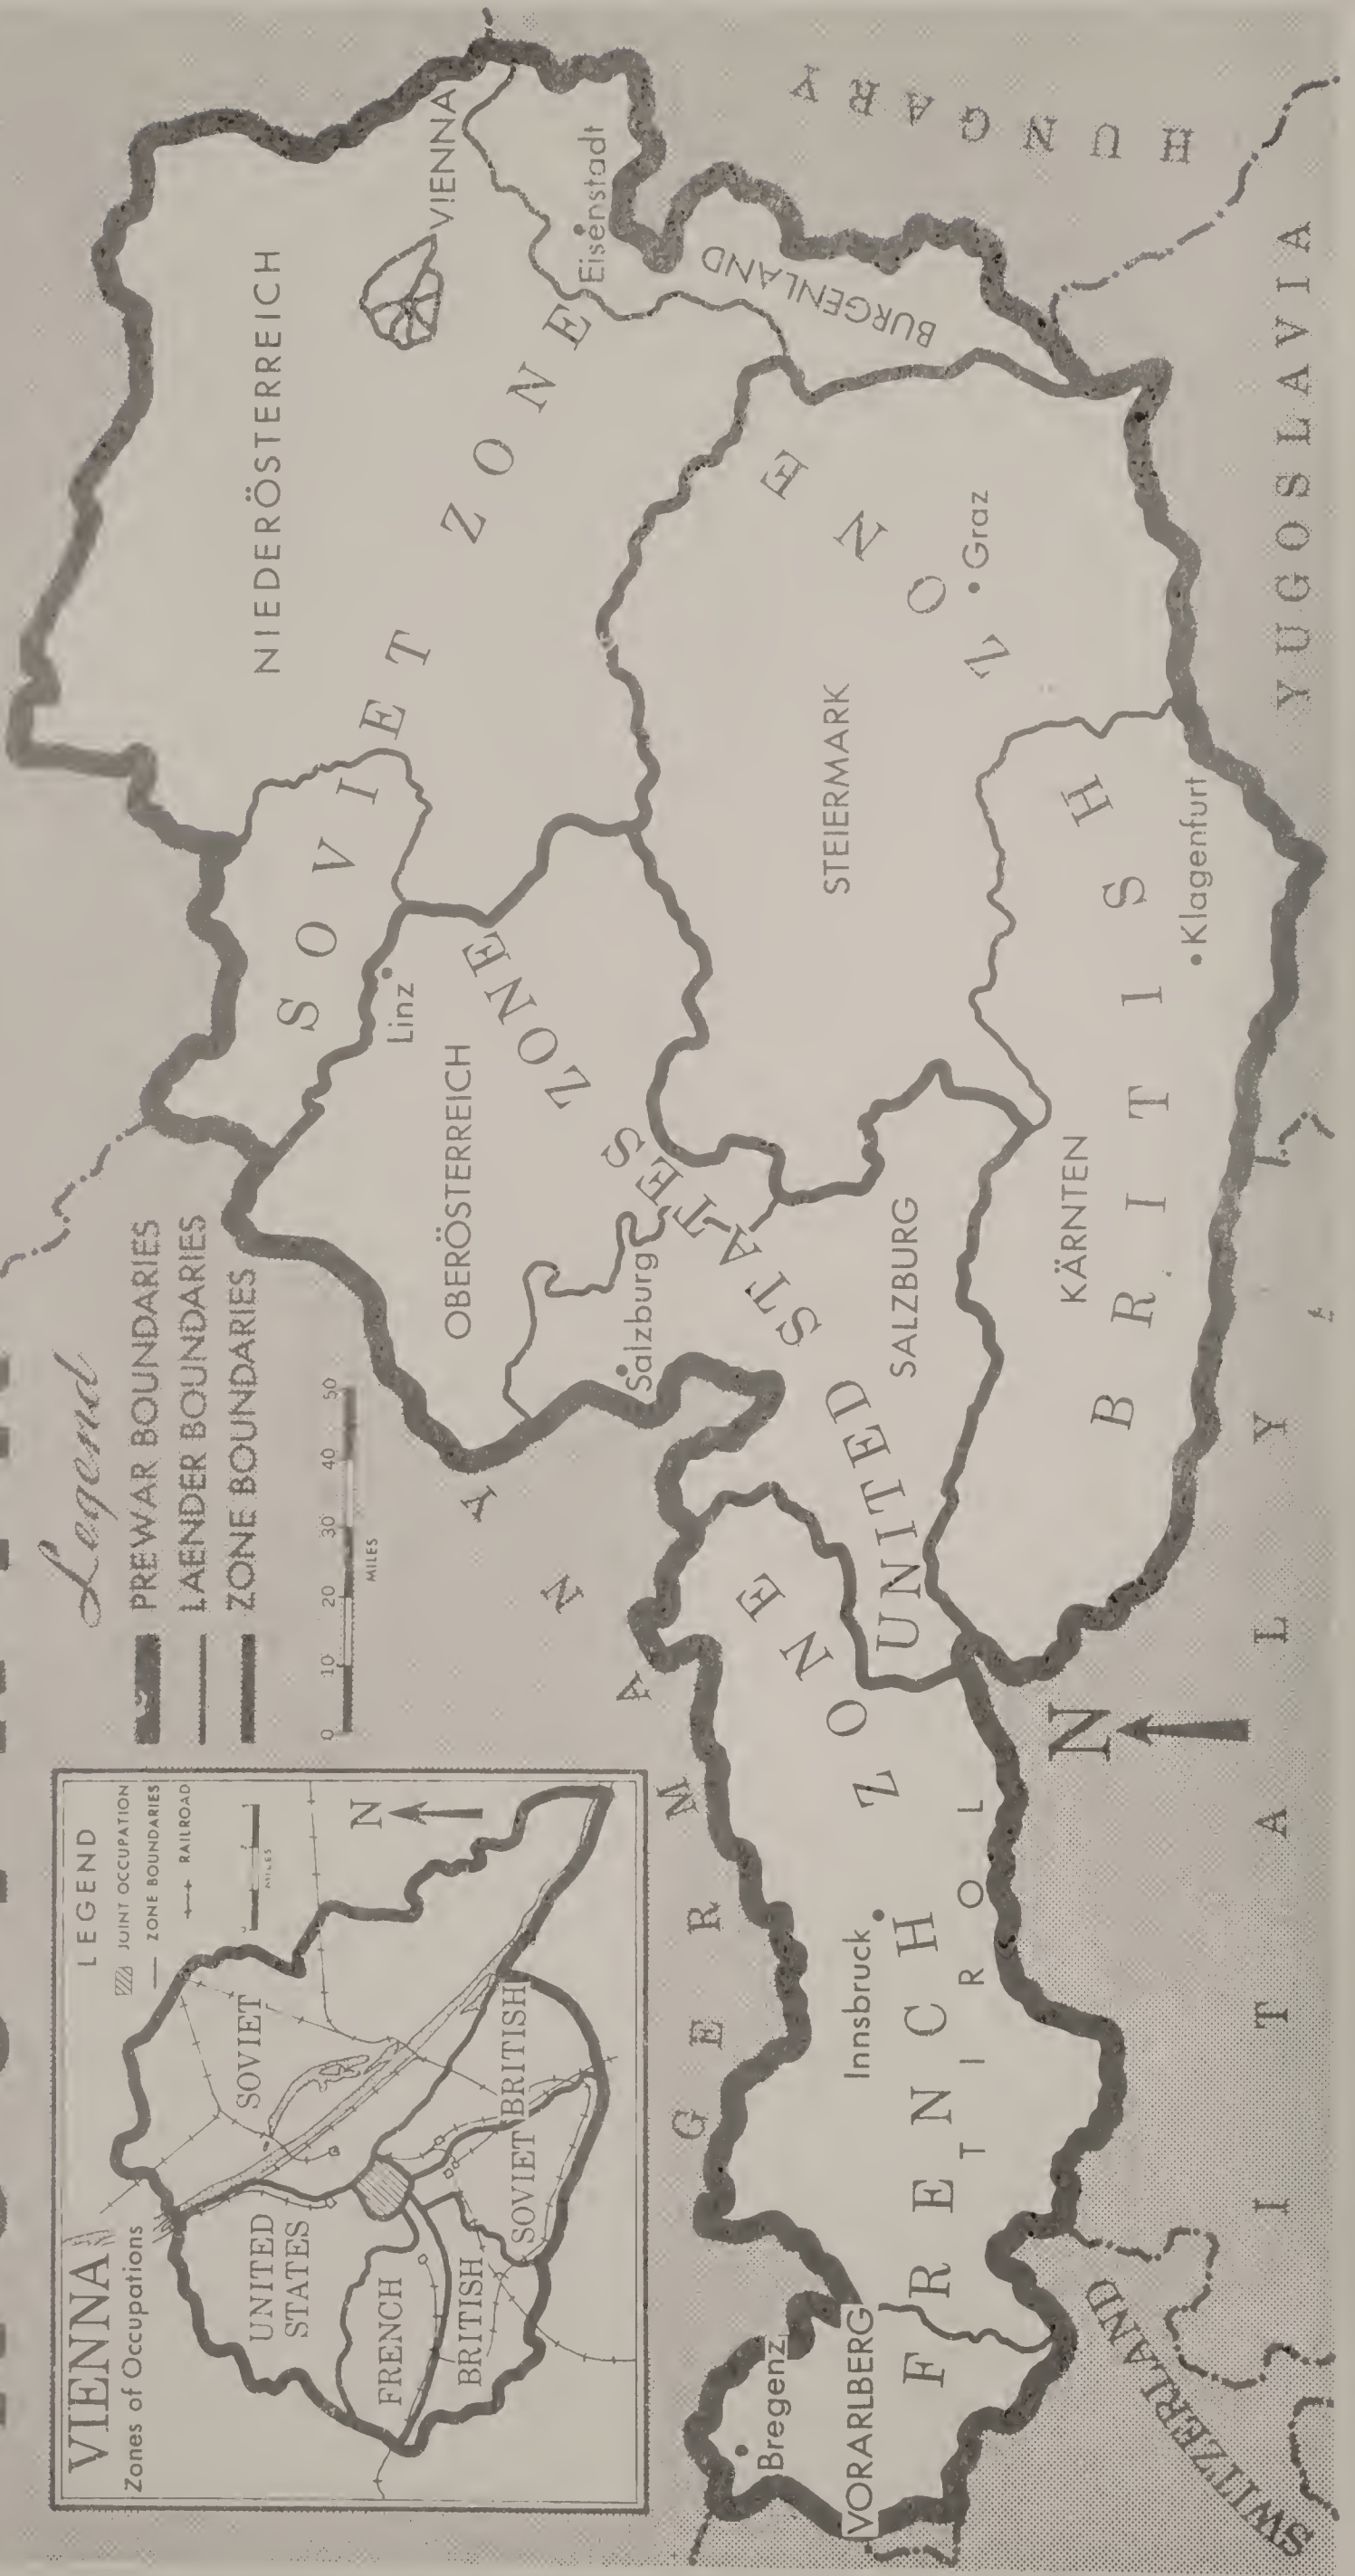 VIENNA
Zones of Occupations
LEGEND
JOINT OCCUPATION
ZONE BOUNDARIES
RAILROAD
MILES
N
SOVIET
UNITED
STATES
FRENCH
BRITISH
SOVIET
BRITISH
Legend
PREWAR BOUNDARIES
LAENDER BOUNDARIES
ZONE BOUNDARIES
0 10 20 30 40 50
MILES
NIEDERÖSTERREICH
VIENNA
SOVIET ZONE
Linz
Eisenstadt
BURGENLAND
HUNGARY
OBERÖSTERREICH
UNITED STATES ZONE
Salzburg
SALZBURG
STEIERMARK
Graz
BRITISH ZONE
KÄRNTEN
Klagenfurt
GERMANY
Innsbruck
FRENCH ZONE
TIROL
Bregenz
VORARLBERG
N
SWITZERLAND
ITALY
YUGOSLAVIA